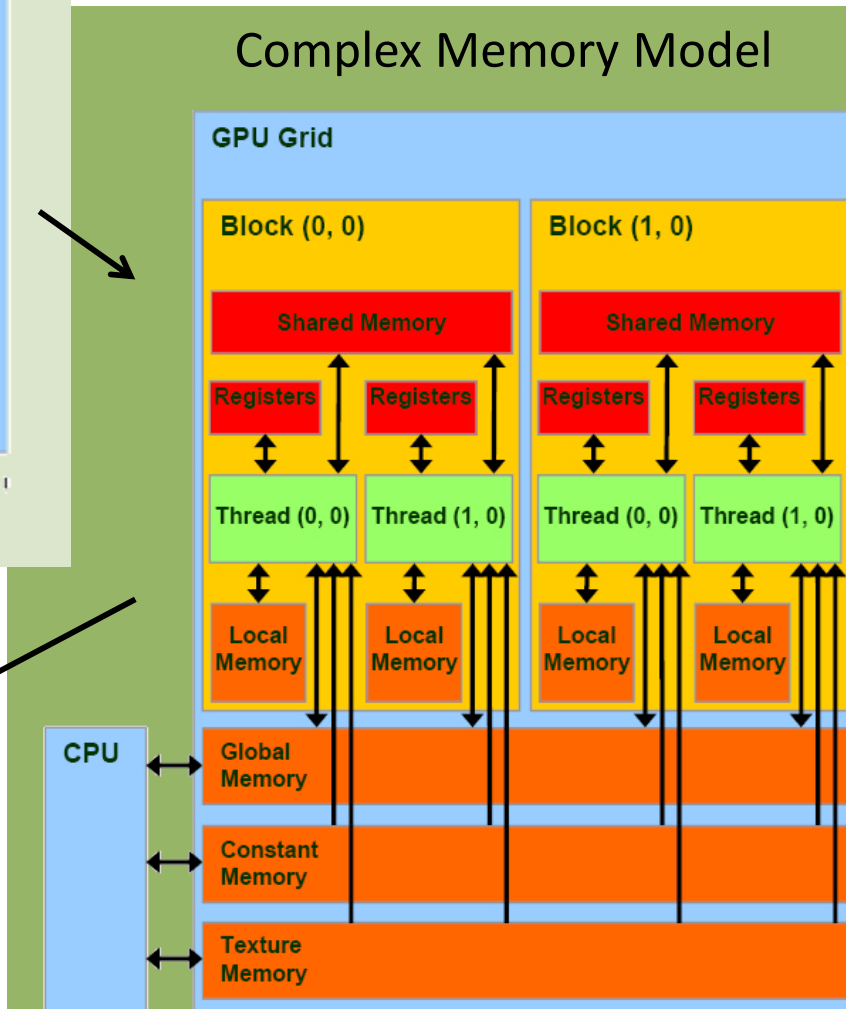 Complex Memory Model
GPU Grid
Block (0, 0)
Block (1, 0)
Shared Memory
Shared Memory
Registers
Registers
Registers
Registers
Thread (0, 0)
Thread (1, 0)
Thread (0, 0)
Thread (1, 0)
Local
Memory
Local
Memory
Local
Memory
Local
Memory
CPU
Global
Memory
Constant
Memory
Texture
Memory